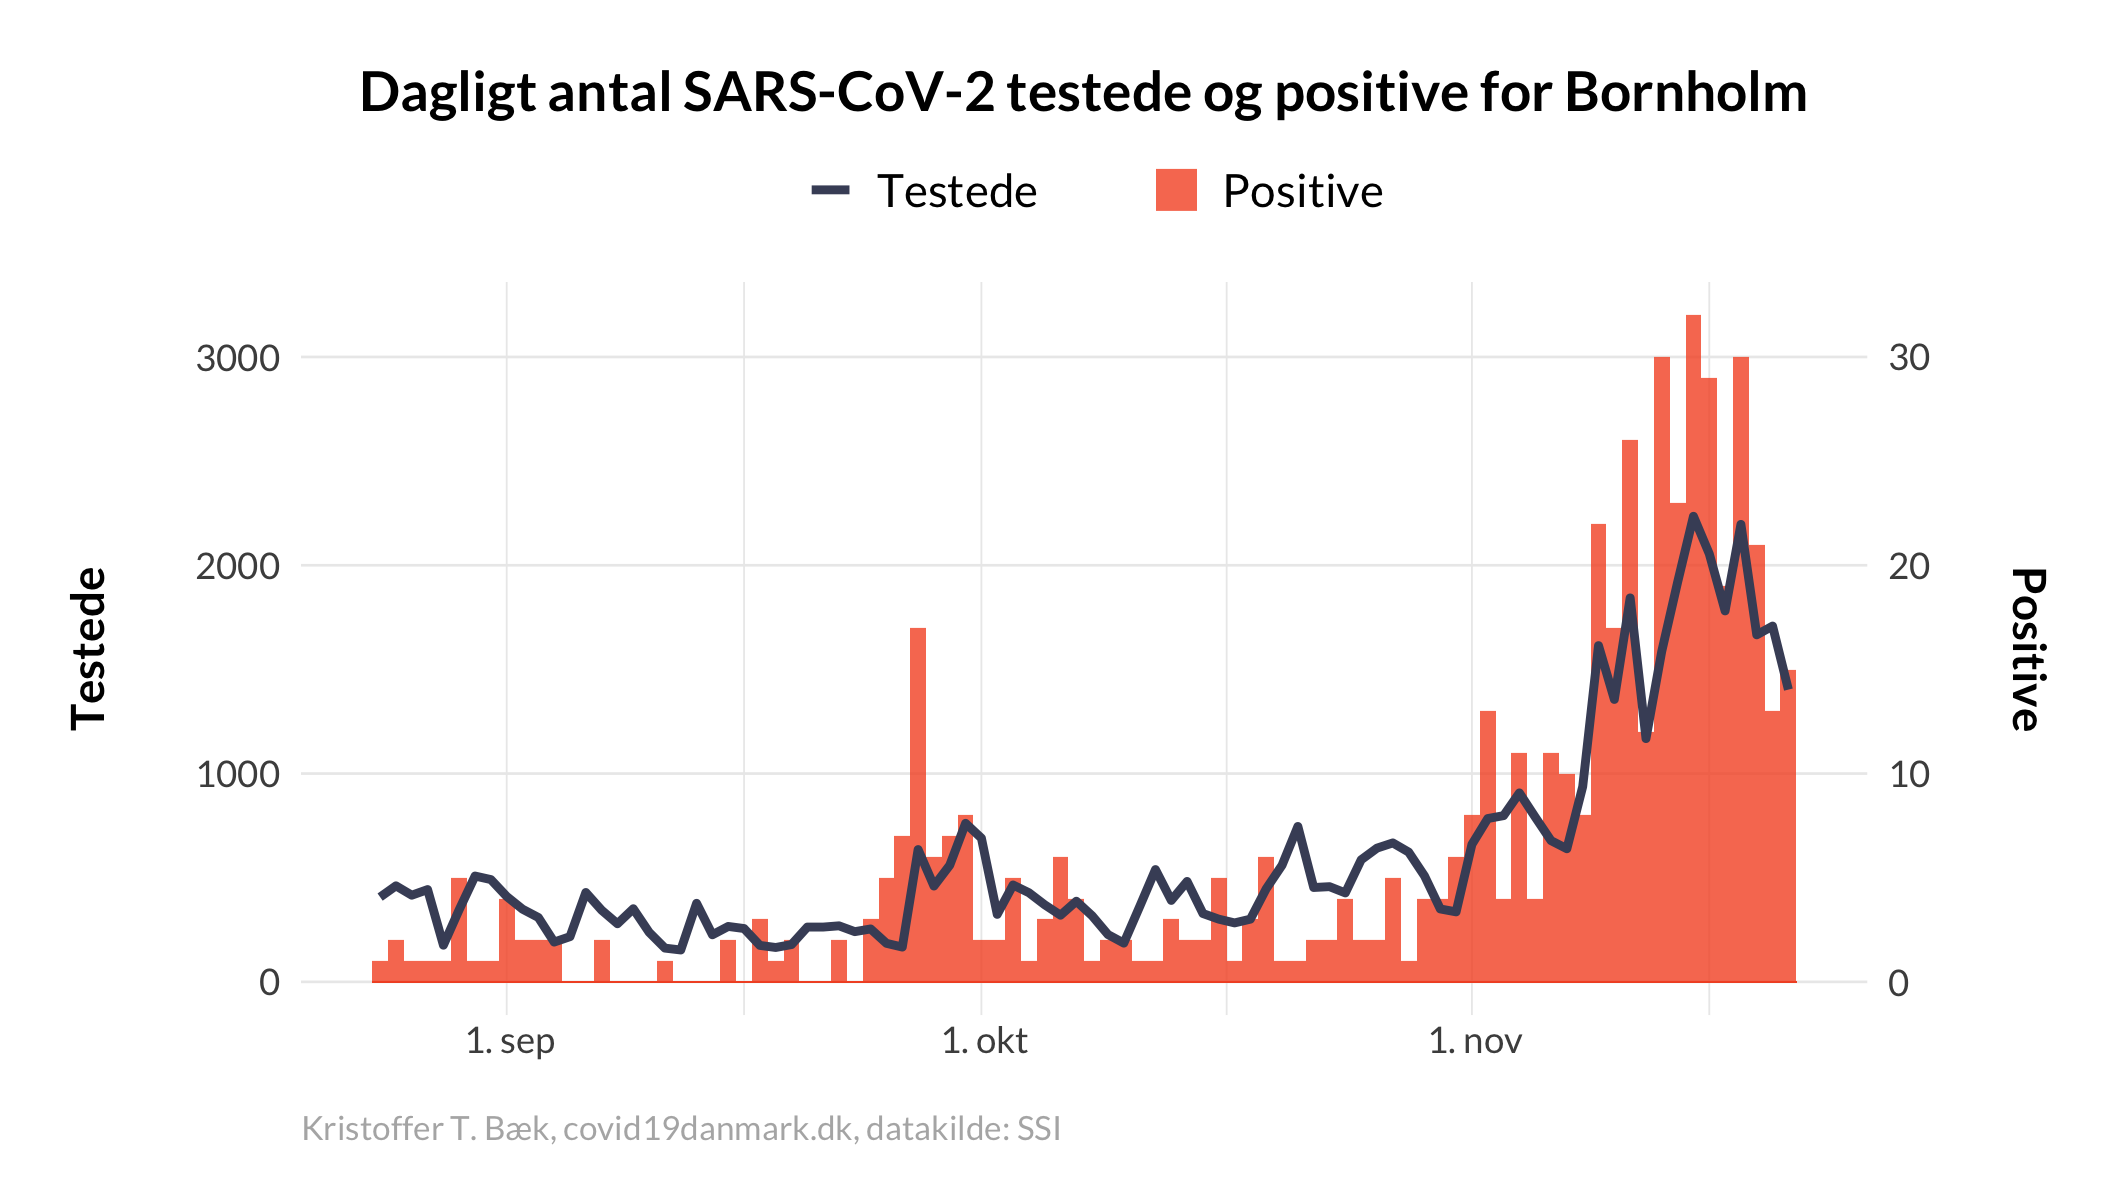 Dagligt antal SARS-CoV-2 testede og positive for Bornholm
Testede
Positive
3000
2000
1000
0
30
20
10
0
Testede
Positive
1. sep
1. okt
1. nov
Kristoffer T. Bæk, covid19danmark.dk, datakilde: SSI